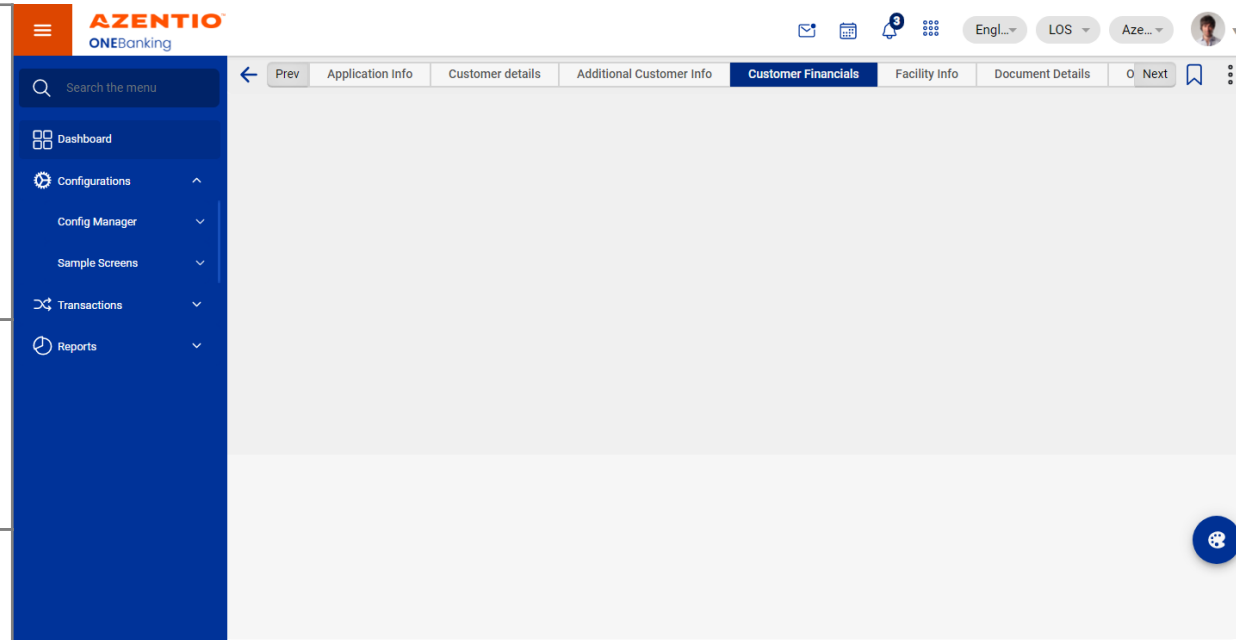 AZENTIO
ONEBanking
3
Engl...
LOS
Aze...
Search the menu
Prev
Application Info
Customer details
Additional Customer Info
Customer Financials
Facility Info
Document Details
O
Next
Dashboard
Configurations
Config Manager
Sample Screens
Transactions
Reports